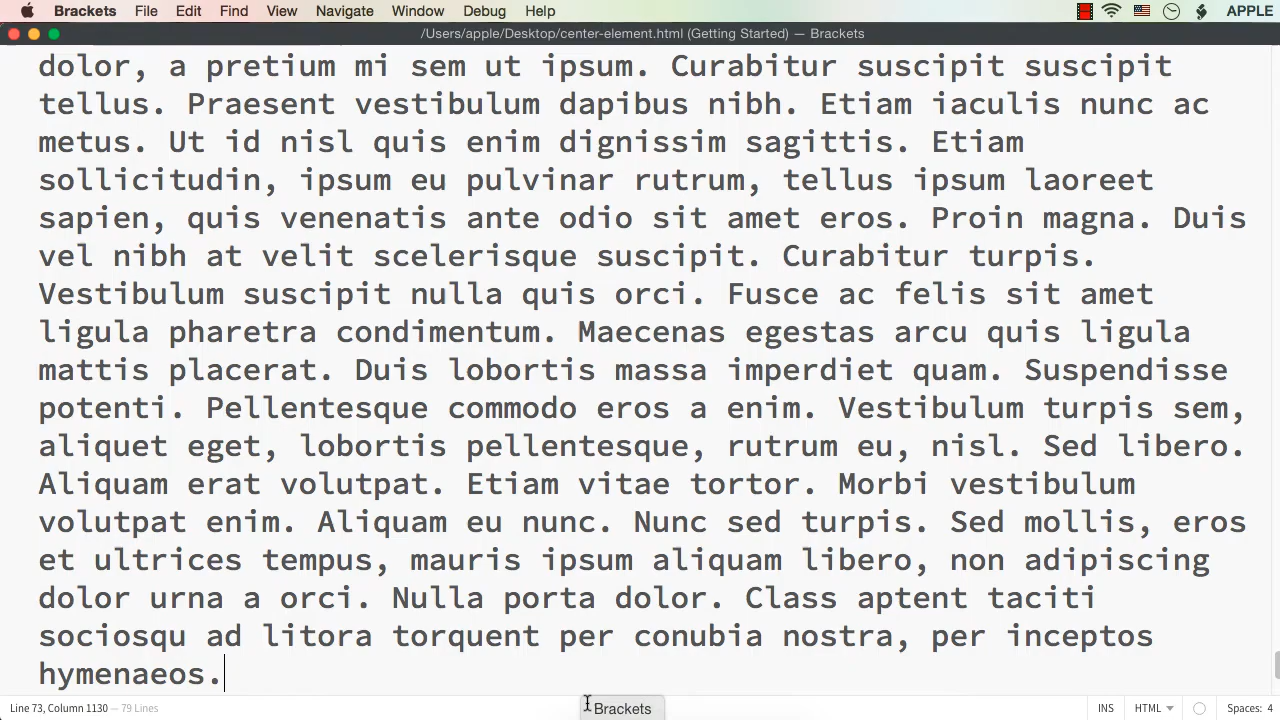 Brackets File Edit Find View Navigate Window Debug Help APPLE
/Users/apple/Desktop/center-element.html (Getting Started) — Brackets
dolor, a pretium mi sem ut ipsum. Curabitur suscipit suscipit
tellus. Praesent vestibulum dapibus nibh. Etiam iaculis nunc ac
metus. Ut id nisl quis enim dignissim sagittis. Etiam
sollicitudin, ipsum eu pulvinar rutrum, tellus ipsum laoreet
sapien, quis venenatis ante odio sit amet eros. Proin magna. Duis
vel nibh at velit scelerisque suscipit. Curabitur turpis.
Vestibulum suscipit nulla quis orci. Fusce ac felis sit amet
ligula pharetra condimentum. Maecenas egestas arcu quis ligula
mattis placerat. Duis lobortis massa imperdiet quam. Suspendisse
potenti. Pellentesque commodo eros a enim. Vestibulum turpis sem,
aliquet eget, lobortis pellentesque, rutrum eu, nisl. Sed libero.
Aliquam erat volutpat. Etiam vitae tortor. Morbi vestibulum
volutpat enim. Aliquam eu nunc. Nunc sed turpis. Sed mollis, eros
et ultrices tempus, mauris ipsum aliquam libero, non adipiscing
dolor urna a orci. Nulla porta dolor. Class aptent taciti
sociosqu ad litora torquent per conubia nostra, per inceptos
hymenaeos.
Line 73, Column 1130 — 79 Lines Brackets INS HTML Spaces: 4